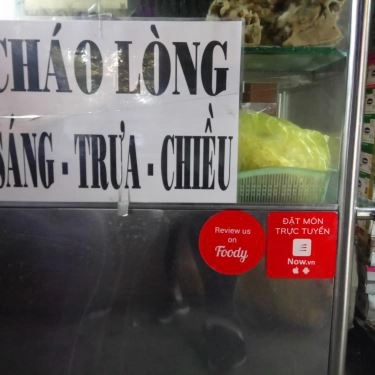 CHÁO LÒNG
SÁNG - TRƯA - CHIỀU
Review us
on
Foody
ĐẶT MÓN
TRỰC TUYẾN
Now.vn